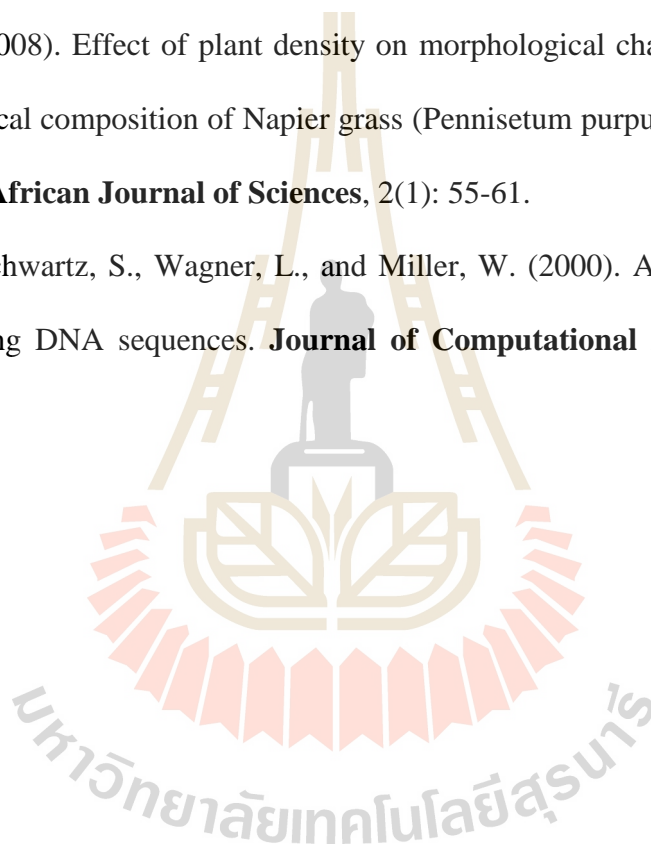 008). Effect of plant density on morphological cha
cal composition of Napier grass (Pennisetum purpu
African Journal of Sciences, 2(1): 55-61.
chwartz, S., Wagner, L., and Miller, W. (2000). A
ng DNA sequences. Journal of Computational
มหาวิทยาลัยเทคโนโลยีสุรนารี